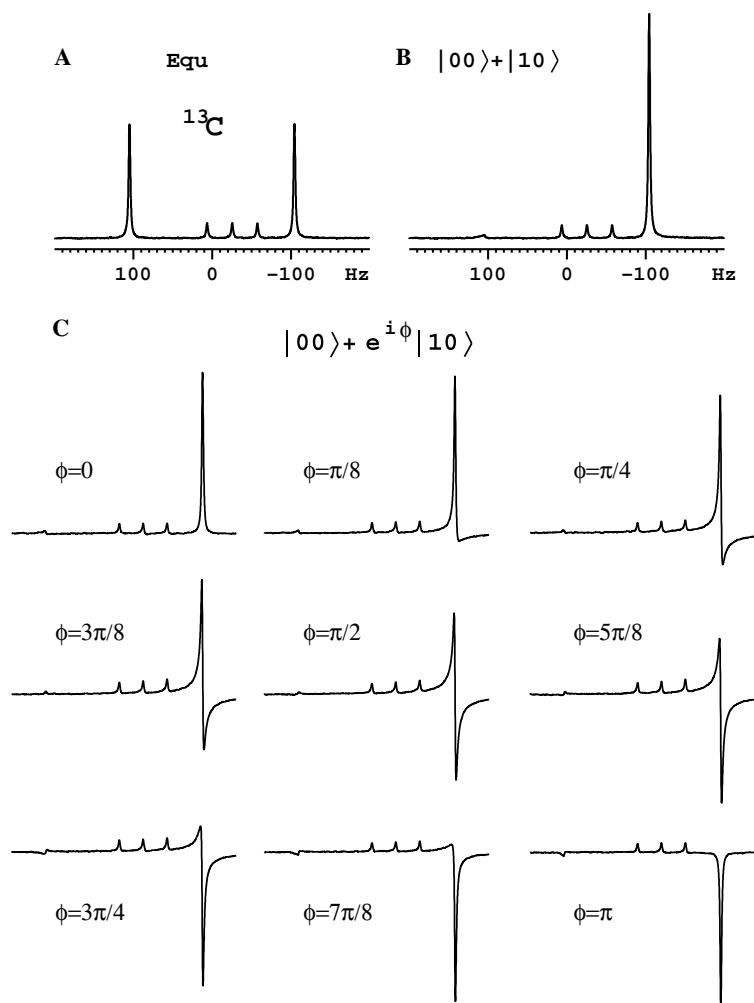 A Equ B |00⟩+|10⟩
¹³C
100 0 −100 Hz 100 0 −100 Hz
C |00⟩+ e^{iϕ}|10⟩
ϕ=0 ϕ=π/8 ϕ=π/4
ϕ=3π/8 ϕ=π/2 ϕ=5π/8
ϕ=3π/4 ϕ=7π/8 ϕ=π